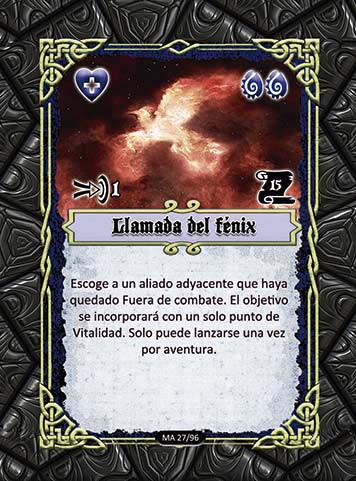 1
15
Llamada del fénix
Escoge a un aliado adyacente que haya
quedado Fuera de combate. El objetivo
se incorporará con un solo punto de
Vitalidad. Solo puede lanzarse una vez
por aventura.
MA 27/96